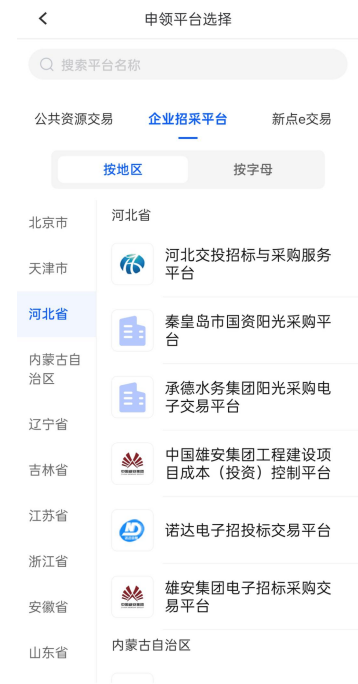 申领平台选择
搜索平台名称
公共资源交易
企业招采平台
新点e交易
按地区
按字母
北京市
天津市
河北省
内蒙古自
治区
辽宁省
吉林省
江苏省
浙江省
安徽省
山东省
河北省
河北交投招标与采购服务
平台
秦皇岛市国资阳光采购平
台
承德水务集团阳光采购电
子交易平台
中国雄安集团工程建设项
目成本（投资）控制平台
诺达电子招投标交易平台
雄安集团电子招标采购交
易平台
内蒙古自治区